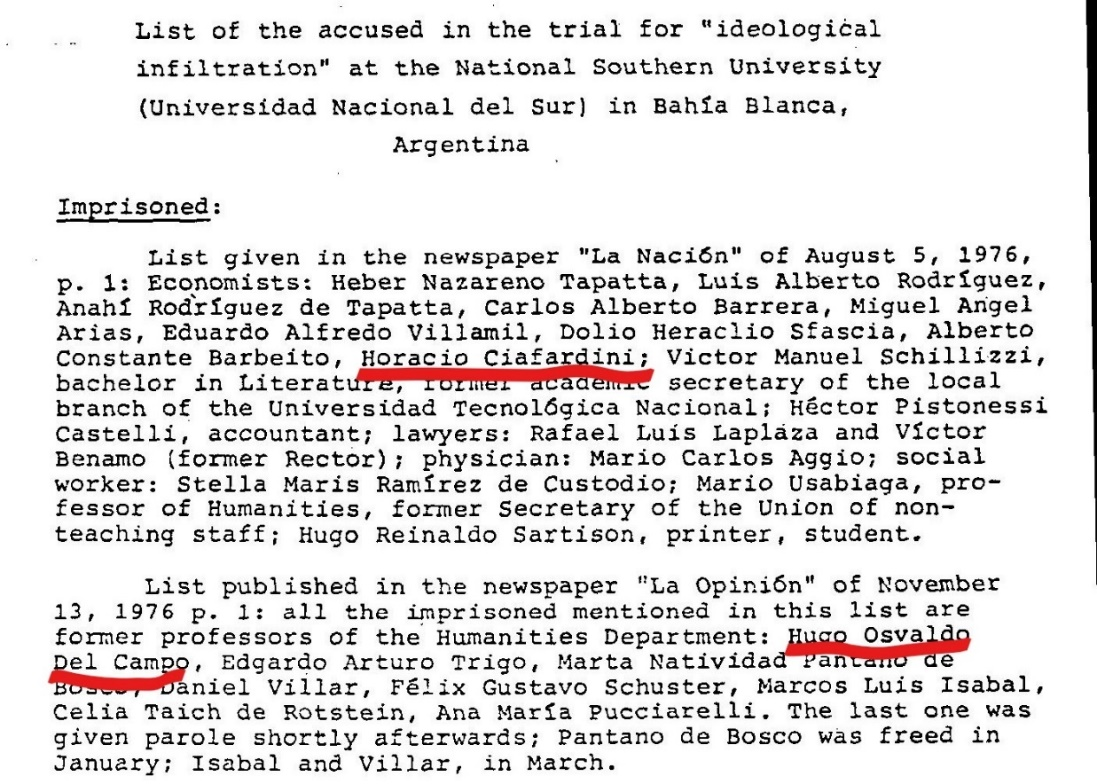 List of the accused in the trial for "ideological
infiltration" at the National Southern University
(Universidad Nacional del Sur) in Bahía Blanca,
Argentina
Imprisoned:
List given in the newspaper "La Nación" of August 5, 1976,
p. 1: Economists: Heber Nazareno Tapatta, Luis Alberto Rodríguez,
Anahí Rodríguez de Tapatta, Carlos Alberto Barrera, Miguel Angel
Arias, Eduardo Alfredo Villamil, Dolio Heraclio Sfascia, Alberto
Constante Barbeito, Horacio Ciafardini; Victor Manuel Schillizzi,
bachelor in Literature, former academic secretary of the local
branch of the Universidad Tecnológica Nacional; Héctor Pistonessi
Castelli, accountant; lawyers: Rafael Luís Laplaza and Víctor
Benamo (former Rector); physician: Mario Carlos Aggio; social
worker: Stella Maris Ramírez de Custodio; Mario Usabiaga, pro-
fessor of Humanities, former Secretary of the Union of non-
teaching staff; Hugo Reinaldo Sartison, printer, student.
List published in the newspaper "La Opinión" of November
13, 1976 p. 1: all the imprisoned mentioned in this list are
former professors of the Humanities Department: Hugo Osvaldo
Del Campo, Edgardo Arturo Trigo, Marta Natividad Pantano de
Bosco, Daniel Villar, Félix Gustavo Schuster, Marcos Luis Isabal,
Celia Taich de Rotstein, Ana María Pucciarelli. The last one was
given parole shortly afterwards; Pantano de Bosco was freed in
January; Isabal and Villar, in March.